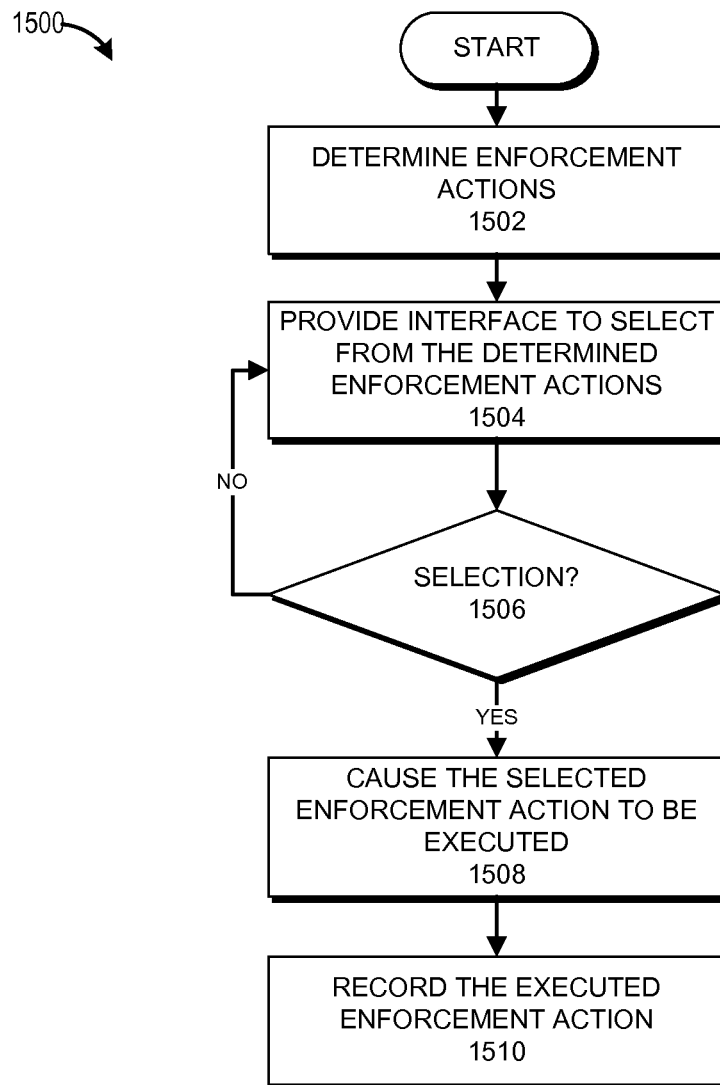 1500
START
DETERMINE ENFORCEMENT
ACTIONS
1502
PROVIDE INTERFACE TO SELECT
FROM THE DETERMINED
ENFORCEMENT ACTIONS
1504
NO
SELECTION?
1506
YES
CAUSE THE SELECTED
ENFORCEMENT ACTION TO BE
EXECUTED
1508
RECORD THE EXECUTED
ENFORCEMENT ACTION
1510